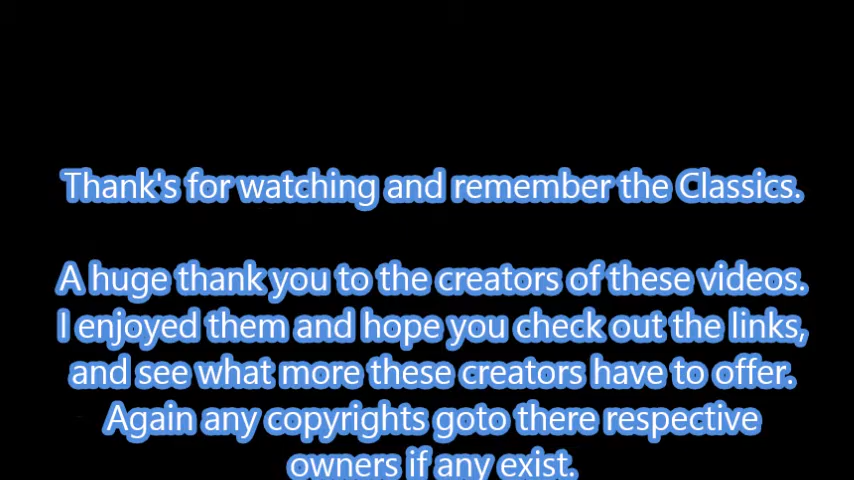 Thank's for watching and remember the Classics.
A huge thank you to the creators of these videos.
I enjoyed them and hope you check out the links,
and see what more these creators have to offer.
Again any copyrights goto there respective
owners if any exist.